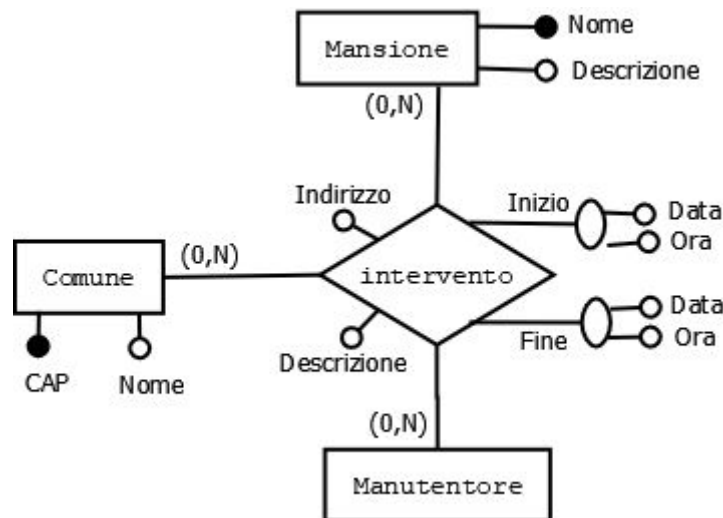 Mansione
Nome
Descrizione
(0,N)
Indirizzo
Inizio
Data
Ora
(0,N)
Comune
intervento
CAP
Nome
Descrizione
Fine
Data
Ora
(0,N)
Manutentore